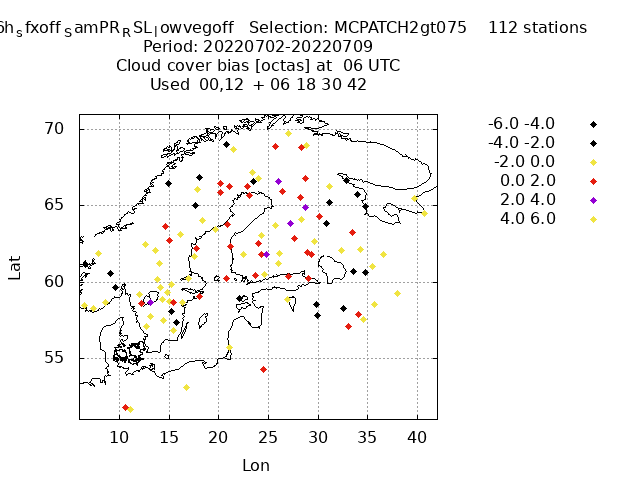 6h_sfxoff_SamPR_RSL_lowvegoff Selection: MCPATCH2gt075 112 stations
Period: 20220702-20220709
Cloud cover bias [octas] at 06 UTC
Used 00,12 + 06 18 30 42
-6.0 -4.0
-4.0 -2.0
-2.0 0.0
0.0 2.0
2.0 4.0
4.0 6.0
70
65
60
55
Lat
10 15 20 25 30 35 40
Lon